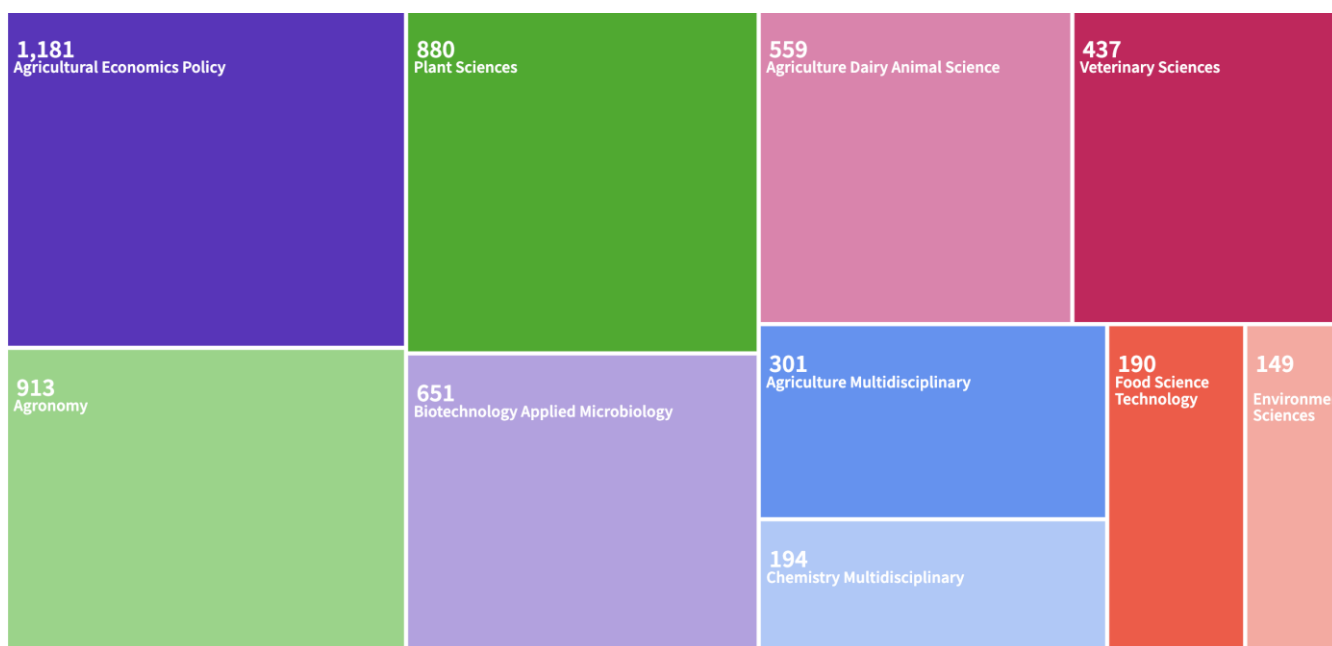 1,181
Agricultural Economics Policy
880
Plant Sciences
559
Agriculture Dairy Animal Science
437
Veterinary Sciences
913
Agronomy
651
Biotechnology Applied Microbiology
301
Agriculture Multidisciplinary
190
Food Science
Technology
149
Environme
Sciences
194
Chemistry Multidisciplinary